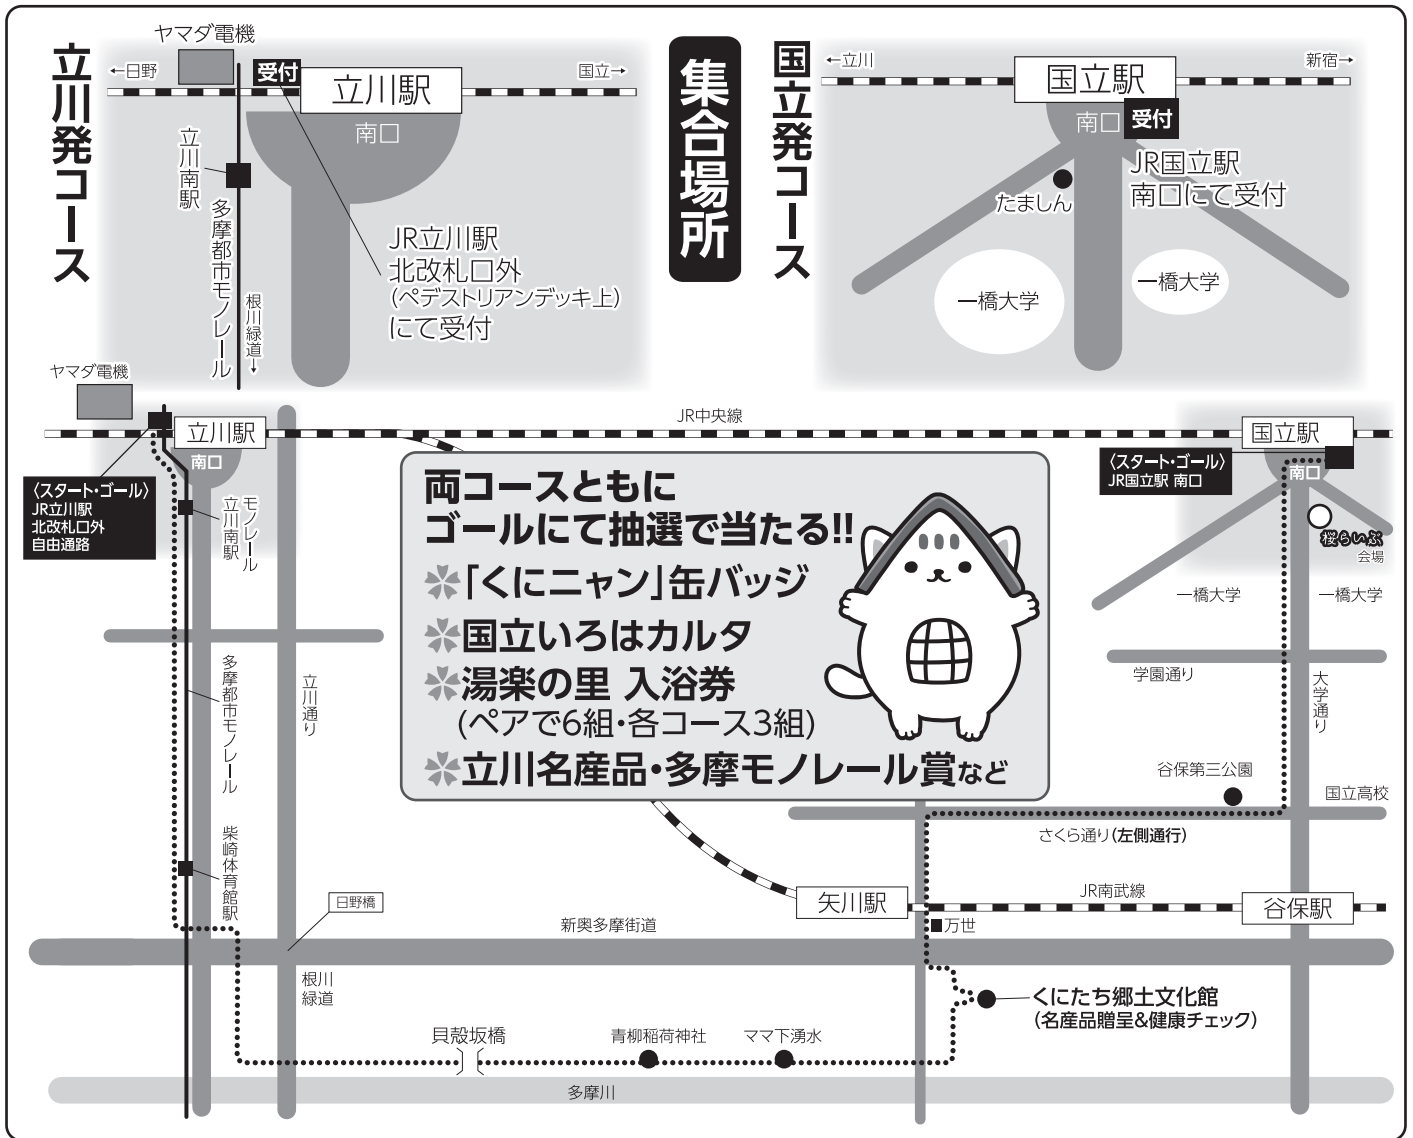 立川発コース
ヤマダ電機
←日野
受付
立川駅
国立→
南口
立川南駅
多摩都市モノレール
根川緑道→
JR立川駅
北改札口外
(ペデストリアンデッキ上)
にて受付
集合場所
国立発コース
←立川
国立駅
新宿→
南口
受付
JR国立駅
南口にて受付
たましん
一橋大学
一橋大学
ヤマダ電機
立川駅
南口
JR中央線
国立駅
南口
〈スタート・ゴール〉
JR立川駅
北改札口外
自由通路
モノレール
立川南駅
〈スタート・ゴール〉
JR国立駅 南口
桜らいぶ
会場
一橋大学
一橋大学
両コースともに
ゴールにて抽選で当たる!!
「くにニャン」缶バッジ
国立いろはカルタ
湯楽の里 入浴券
(ペアで6組・各コース3組)
立川名産品・多摩モノレール賞など
多摩都市モノレール
立川通り
学園通り
大学通り
谷保第三公園
国立高校
さくら通り(左側通行)
柴崎体育館駅
日野橋
矢川駅
JR南武線
谷保駅
新奥多摩街道
万世
根川
緑道
くにたち郷土文化館
(名産品贈呈&健康チェック)
貝殻坂橋
青柳稲荷神社
ママ下湧水
多摩川